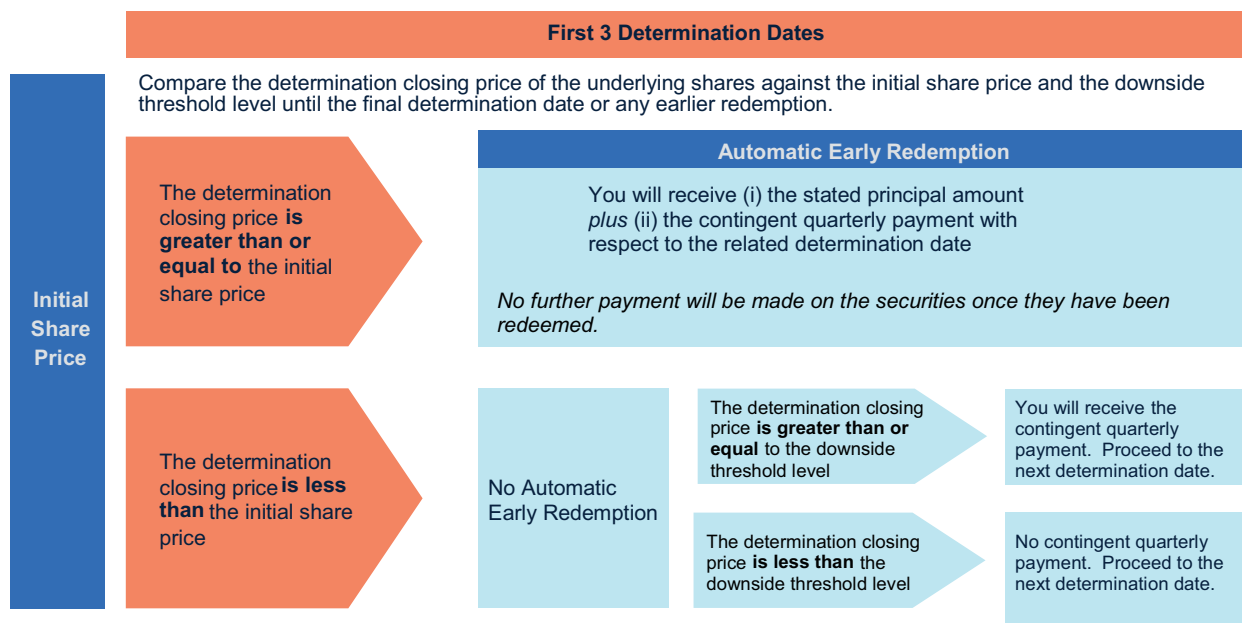 First 3 Determination Dates
Compare the determination closing price of the underlying shares against the initial share price and the downside
threshold level until the final determination date or any earlier redemption.
Initial
Share
Price
The determination
closing price is
greater than or
equal to the initial
share price
Automatic Early Redemption
You will receive (i) the stated principal amount
plus (ii) the contingent quarterly payment with
respect to the related determination date
No further payment will be made on the securities once they have been
redeemed.
The determination
closing price is less
than the initial share
price
No Automatic
Early Redemption
The determination closing
price is greater than or
equal to the downside
threshold level
You will receive the
contingent quarterly
payment.  Proceed to the
next determination date.
The determination closing
price is less than the
downside threshold level
No contingent quarterly
payment.  Proceed to the
next determination date.